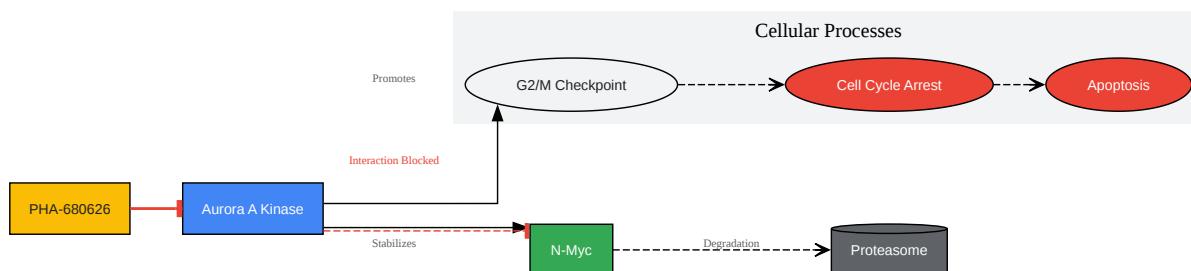 Cellular Processes
Promotes
G2/M Checkpoint
Cell Cycle Arrest
Apoptosis
Interaction Blocked
PHA-680626
Aurora A Kinase
Stabilizes
N-Myc
Degradation
Proteasome